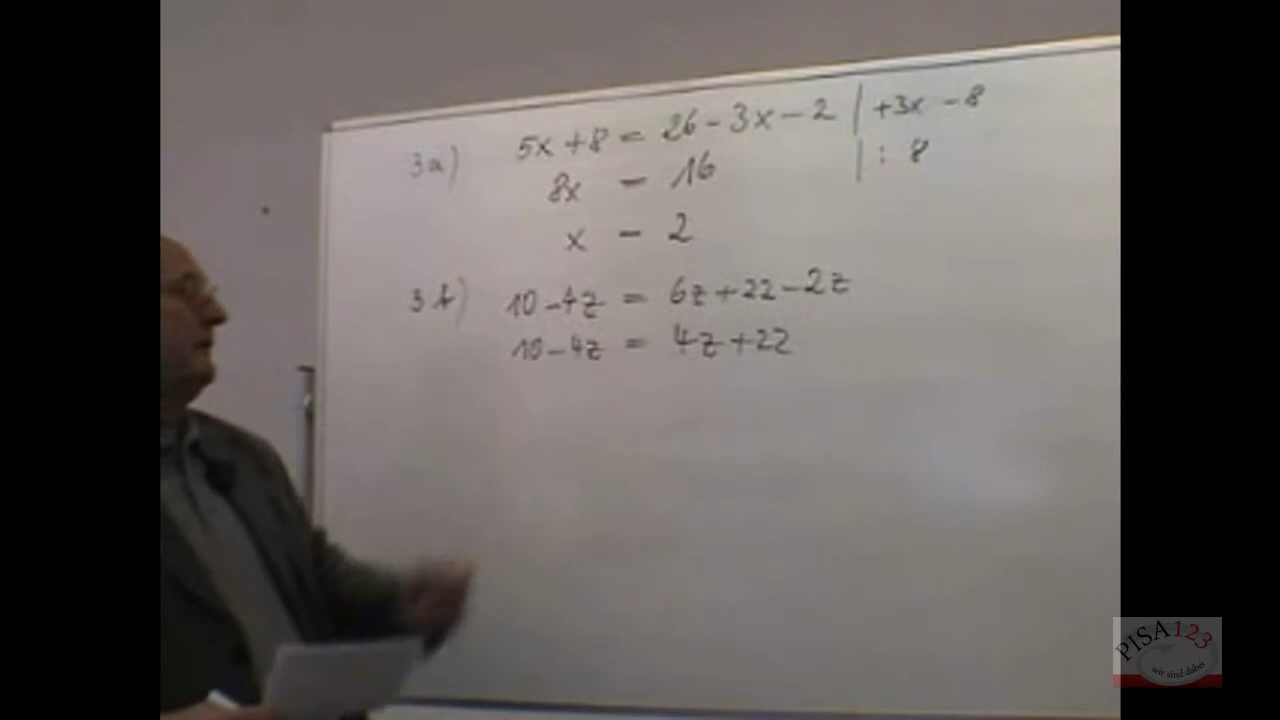 3a) 5x + 8 = 26 - 3x - 2 | +3x - 8
8x = 16 | : 8
x = 2
3b) 10 - 4z = 6z + 22 - 2z
10 - 4z = 4z + 22
PISA123
wir sind dabei